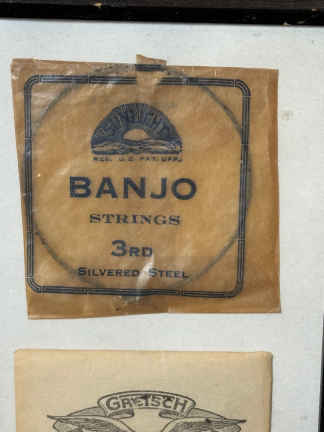 REG. U.S. PAT. OFF.
BANJO
STRINGS
3RD
SILVERED STEEL
GRETSCH